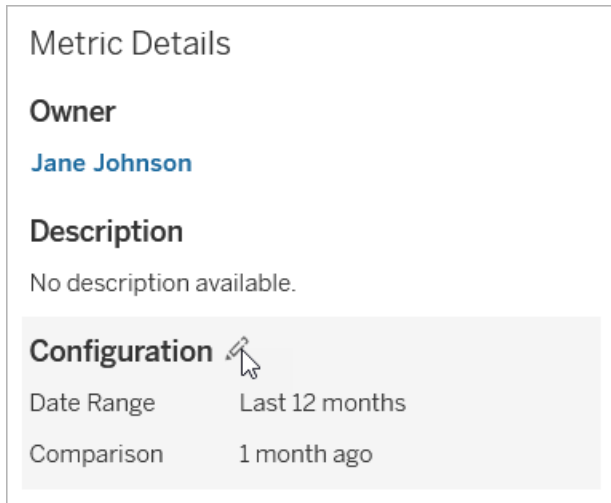 Metric Details
Owner
Jane Johnson
Description
No description available.
Configuration
Date Range Last 12 months
Comparison 1 month ago